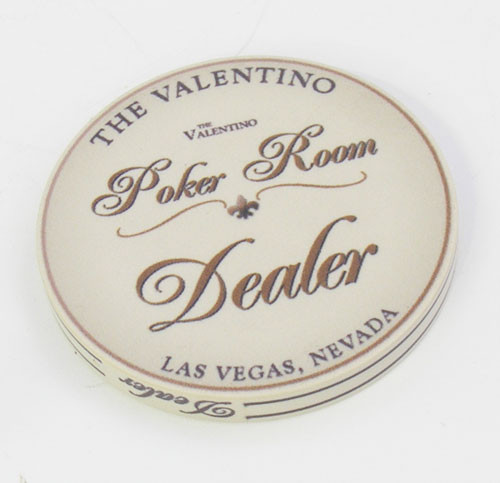 THE VALENTINO
THE
VALENTINO
Poker Room
Dealer
LAS VEGAS, NEVADA
Dealer